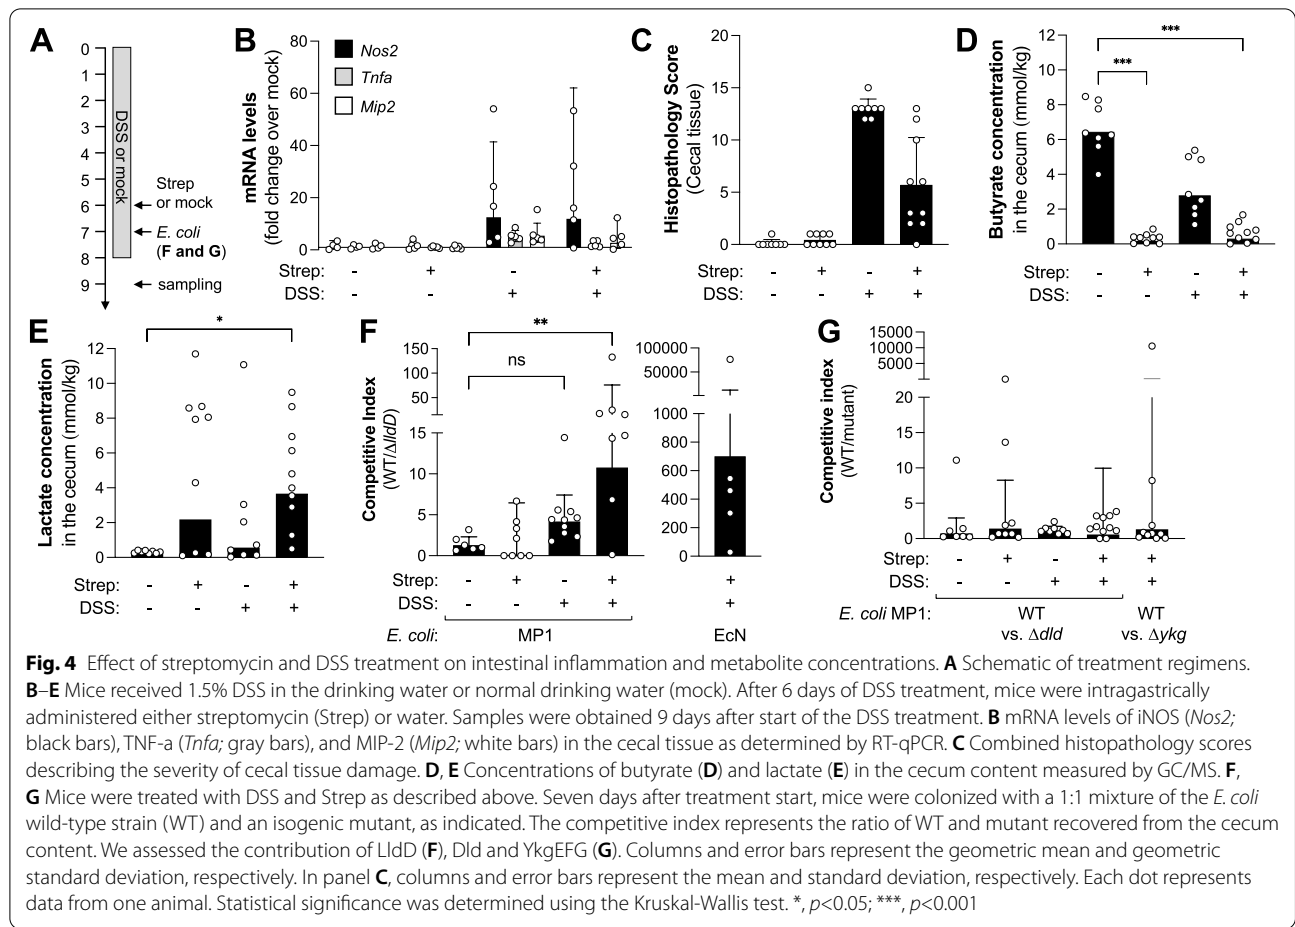 A
0
1
2
3
4
5
6
7
8
9
DSS or mock
Strep
or mock
E. coli
(F and G)
sampling
B
mRNA levels
(fold change over mock)
80
60
40
20
0
Nos2
Tnfa
Mip2
Strep: - + - +
DSS: - - + +
C
Histopathology Score
(Cecal tissue)
20
15
10
5
0
Strep: - + - +
DSS: - - + +
D
Butyrate concentration
in the cecum (mmol/kg)
12
10
8
6
4
2
0
***
***
Strep: - + - +
DSS: - - + +
E
Lactate concentration
in the cecum (mmol/kg)
12
10
8
6
4
2
0
*
Strep: - + - +
DSS: - - + +
F
Competitive Index
(WT/ΔlldD)
150
100
50
15
10
5
0
**
ns
100000
50000
1000
800
600
400
200
0
Strep: - + - + +
DSS: - - + + +
E. coli: MP1 EcN
G
Competitive index
(WT/mutant)
15000
10000
5000
20
15
10
5
0
Strep: - + - + +
DSS: - - + + +
E. coli MP1: WT WT
vs. Δdld vs. Δykg
Fig. 4 Effect of streptomycin and DSS treatment on intestinal inflammation and metabolite concentrations. A Schematic of treatment regimens.
B–E Mice received 1.5% DSS in the drinking water or normal drinking water (mock). After 6 days of DSS treatment, mice were intragastrically
administered either streptomycin (Strep) or water. Samples were obtained 9 days after start of the DSS treatment. B mRNA levels of iNOS (Nos2;
black bars), TNF-a (Tnfa; gray bars), and MIP-2 (Mip2; white bars) in the cecal tissue as determined by RT-qPCR. C Combined histopathology scores
describing the severity of cecal tissue damage. D, E Concentrations of butyrate (D) and lactate (E) in the cecum content measured by GC/MS. F,
G Mice were treated with DSS and Strep as described above. Seven days after treatment start, mice were colonized with a 1:1 mixture of the E. coli
wild-type strain (WT) and an isogenic mutant, as indicated. The competitive index represents the ratio of WT and mutant recovered from the cecum
content. We assessed the contribution of LldD (F), Dld and YkgEFG (G). Columns and error bars represent the geometric mean and geometric
standard deviation, respectively. In panel C, columns and error bars represent the mean and standard deviation, respectively. Each dot represents
data from one animal. Statistical significance was determined using the Kruskal-Wallis test. *, p<0.05; ***, p<0.001